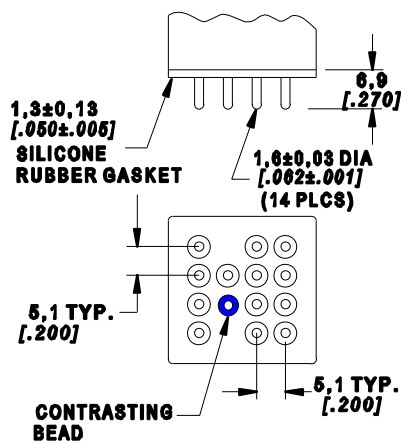 6,9
[.270]
1,3±0,13
[.050±.005]
SILICONE
RUBBER GASKET
1,6±0,03 DIA
[.062±.001]
(14 PLCS)
5,1 TYP.
[.200]
5,1 TYP.
[.200]
CONTRASTING
BEAD